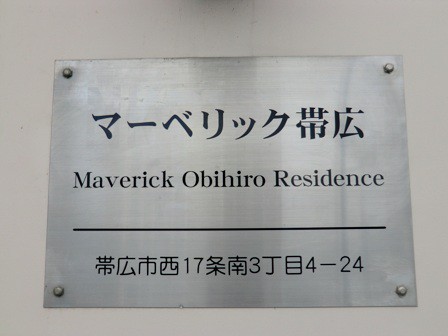 マーベリック帯広
Maverick Obihiro Residence
帯広市西17条南3丁目4－24